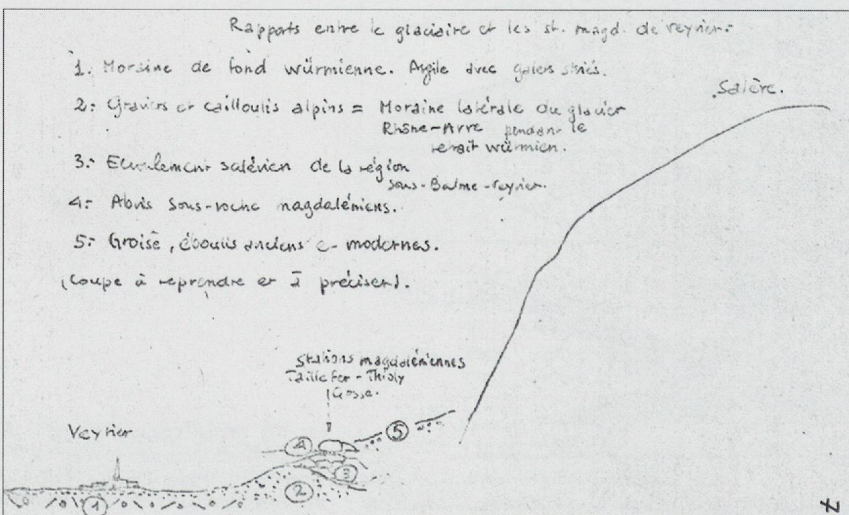 Rapports entre le glaciaire et les st. magd. de veyrier.
1. Moraine de fond würmienne. Argile avec galets striés.
2. Graviers et cailloutis alpins = Moraine latérale du glacier
Rhône-Arve pendant le
retrait würmien.
3. Ecroulement salévien de la région
sous-Balme-veyrier.
4. Abris sous-roche magdaléniens.
5. Groise, éboulis anciens et modernes.
(Coupe à reprendre et à préciser).
Salève.
Stations magdaléniennes
Taillefer-Thioly
Gosse.
Veyrier
4
5
3
2
1
7